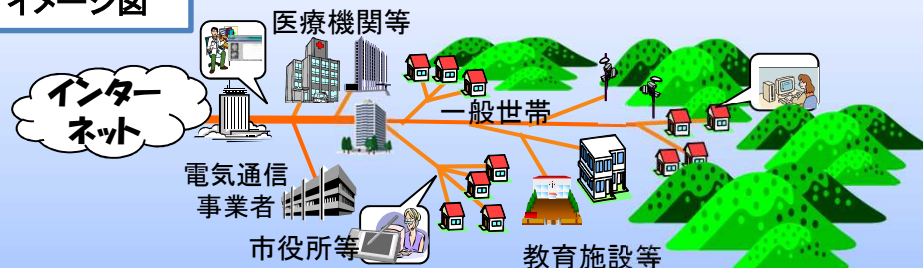 イメージ図
医療機関等
インター
ネット
一般世帯
電気通信
事業者
市役所等
教育施設等